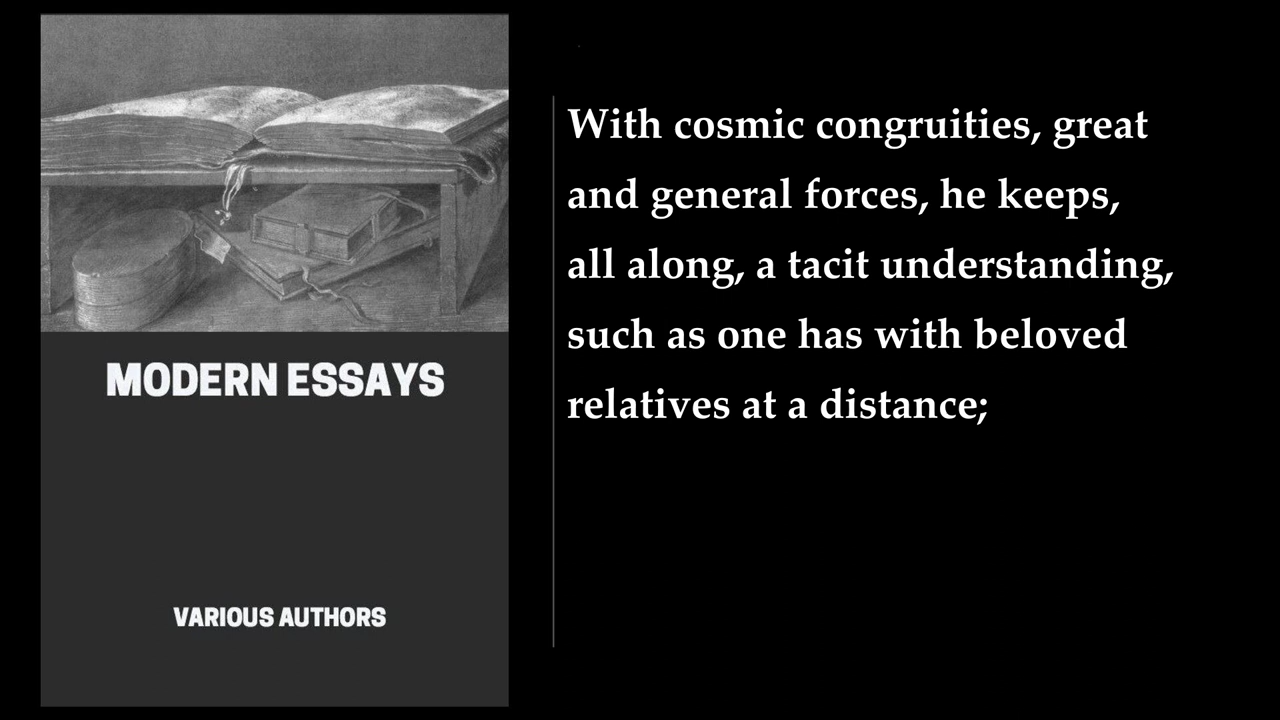 MODERN ESSAYS
VARIOUS AUTHORS
With cosmic congruities, great
and general forces, he keeps,
all along, a tacit understanding,
such as one has with beloved
relatives at a distance;